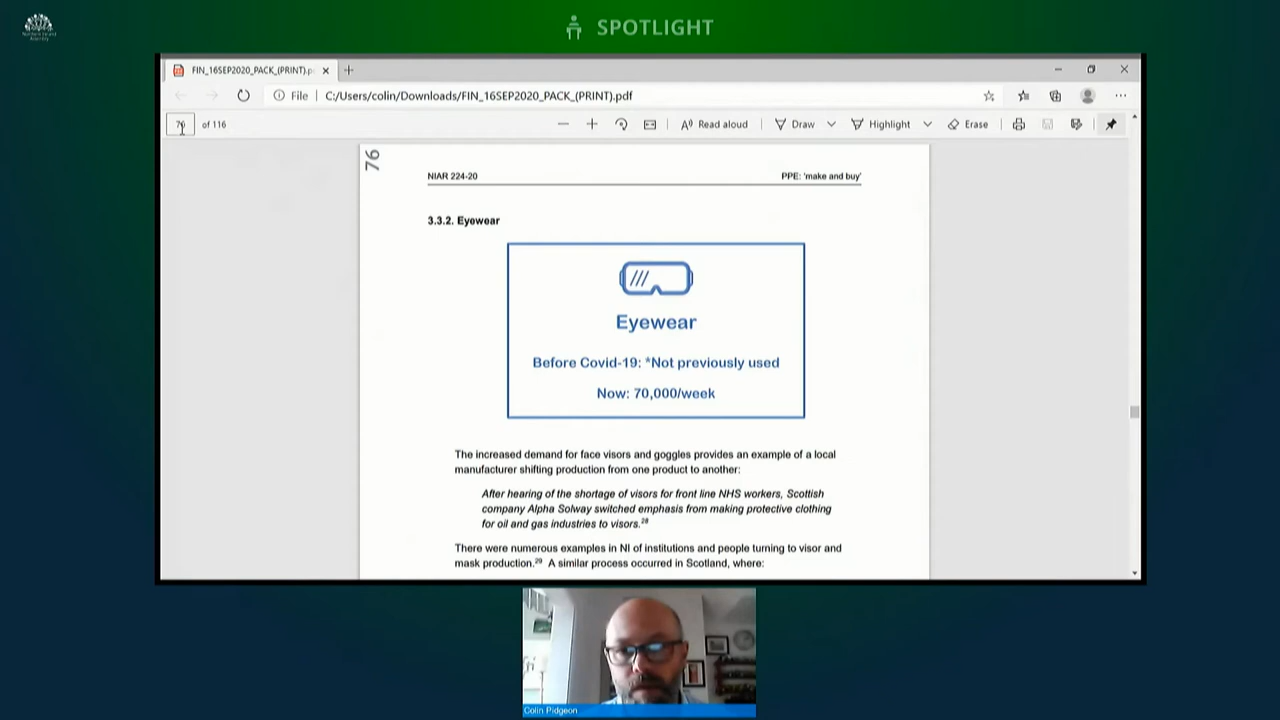 SPOTLIGHT
FIN_16SEP2020_PACK_(PRINT).p
File
C:/Users/colin/Downloads/FIN_16SEP2020_PACK_(PRINT).pdf
of 116
Read aloud
Draw
Highlight
Erase
76
NIAR 224-20
PPE: 'make and buy'
3.3.2. Eyewear
Eyewear
Before Covid-19: *Not previously used
Now: 70,000/week
The increased demand for face visors and goggles provides an example of a local
manufacturer shifting production from one product to another:
After hearing of the shortage of visors for front line NHS workers, Scottish
company Alpha Solway switched emphasis from making protective clothing
for oil and gas industries to visors.28
There were numerous examples in NI of institutions and people turning to visor and
mask production.29 A similar process occurred in Scotland, where:
Colin Pidgeon